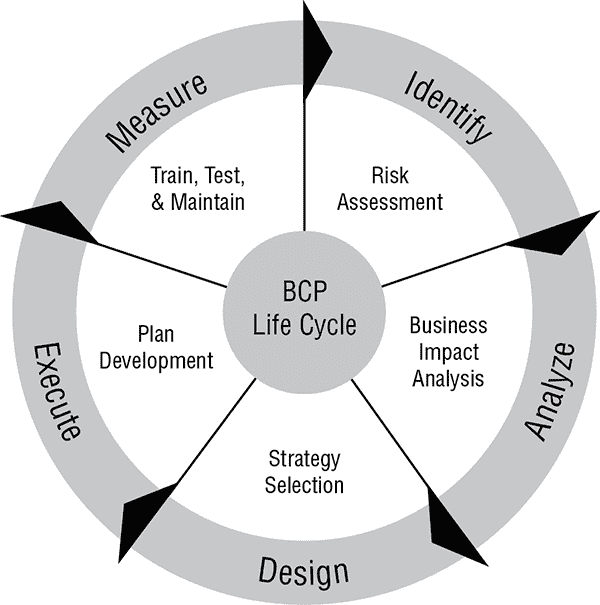 Identify
Risk
Assessment
Analyze
Business
Impact
Analysis
Design
Strategy
Selection
Execute
Plan
Development
Measure
Train, Test,
& Maintain
BCP
Life Cycle